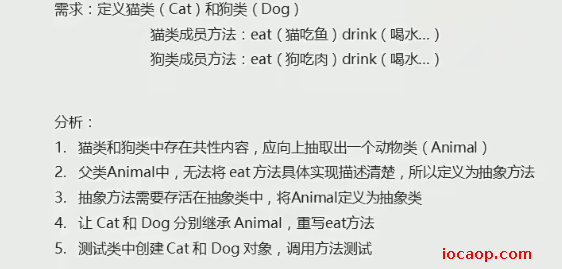 需求：定义猫类（Cat）和狗类（Dog）
猫类成员方法：eat（猫吃鱼）drink（喝水…）
狗类成员方法：eat（狗吃肉）drink（喝水…）
分析：
1. 猫类和狗类中存在共性内容，应向上抽取出一个动物类（Animal）
2. 父类Animal中，无法将 eat 方法具体实现描述清楚，所以定义为抽象方法
3. 抽象方法需要存活在抽象类中，将Animal定义为抽象类
4. 让 Cat 和 Dog 分别继承 Animal，重写eat方法
5. 测试类中创建 Cat 和 Dog 对象，调用方法测试
iocaop.com